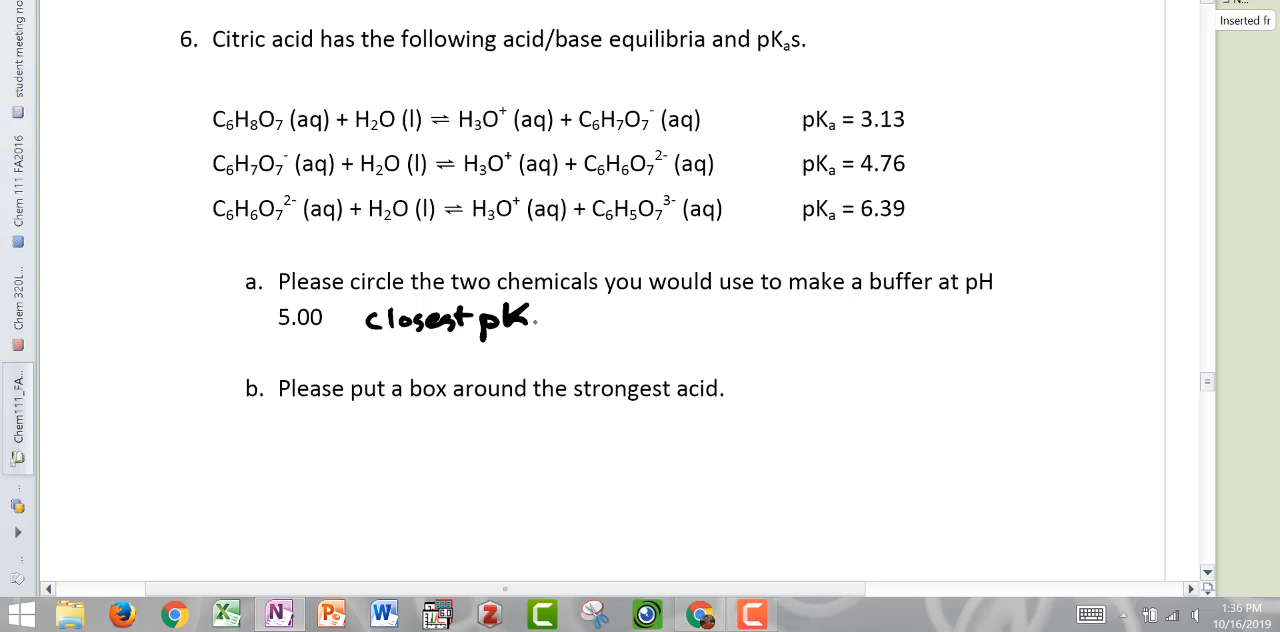 student meeting no
Chem 111 FA2016
Chem 320L...
Chem111_FA...
N...
Inserted fr
6. Citric acid has the following acid/base equilibria and pKₐs.
C₆H₈O₇ (aq) + H₂O (l) ⇌ H₃O⁺ (aq) + C₆H₇O₇⁻ (aq) pKₐ = 3.13
C₆H₇O₇⁻ (aq) + H₂O (l) ⇌ H₃O⁺ (aq) + C₆H₆O₇²⁻ (aq) pKₐ = 4.76
C₆H₆O₇²⁻ (aq) + H₂O (l) ⇌ H₃O⁺ (aq) + C₆H₅O₇³⁻ (aq) pKₐ = 6.39
a. Please circle the two chemicals you would use to make a buffer at pH
5.00 closest pK.
b. Please put a box around the strongest acid.
1:36 PM
10/16/2019